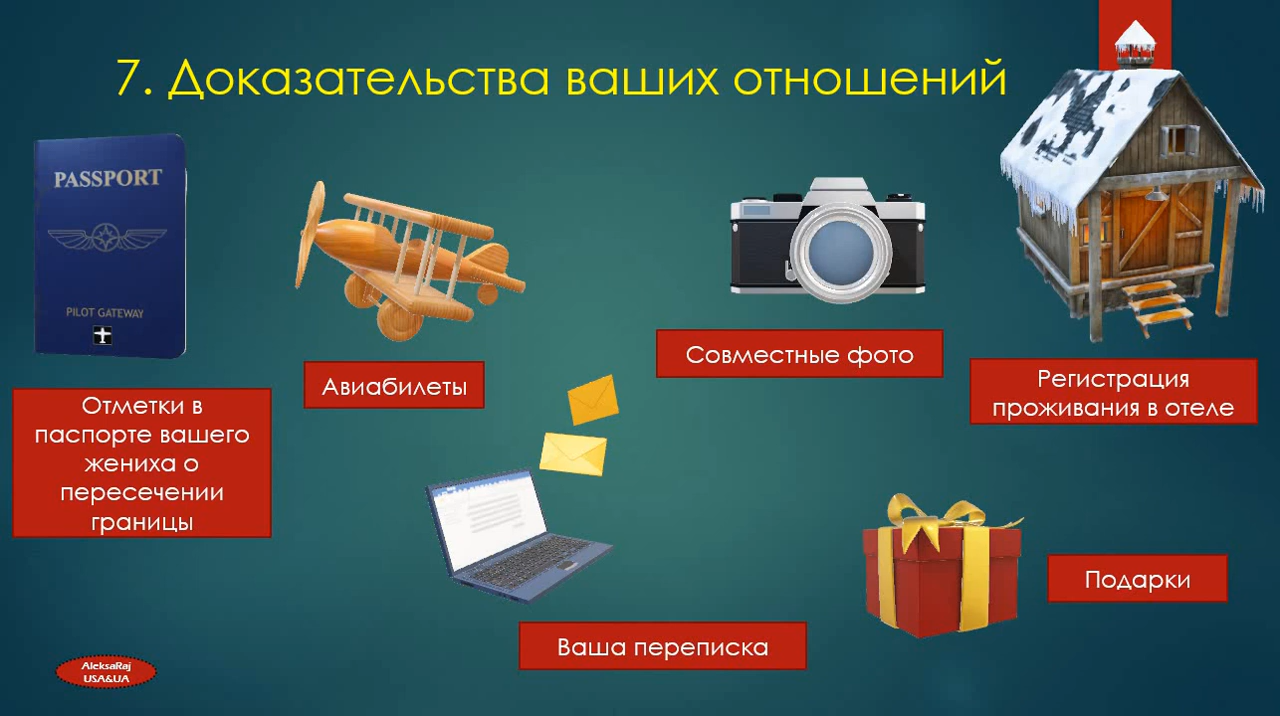 7. Доказательства ваших отношений
PASSPORT
PILOT GATEWAY
Отметки в
паспорте вашего
жениха о
пересечении
границы
Авиабилеты
Совместные фото
Регистрация
проживания в отеле
Ваша переписка
Подарки
AleksaRaj
USA&UA